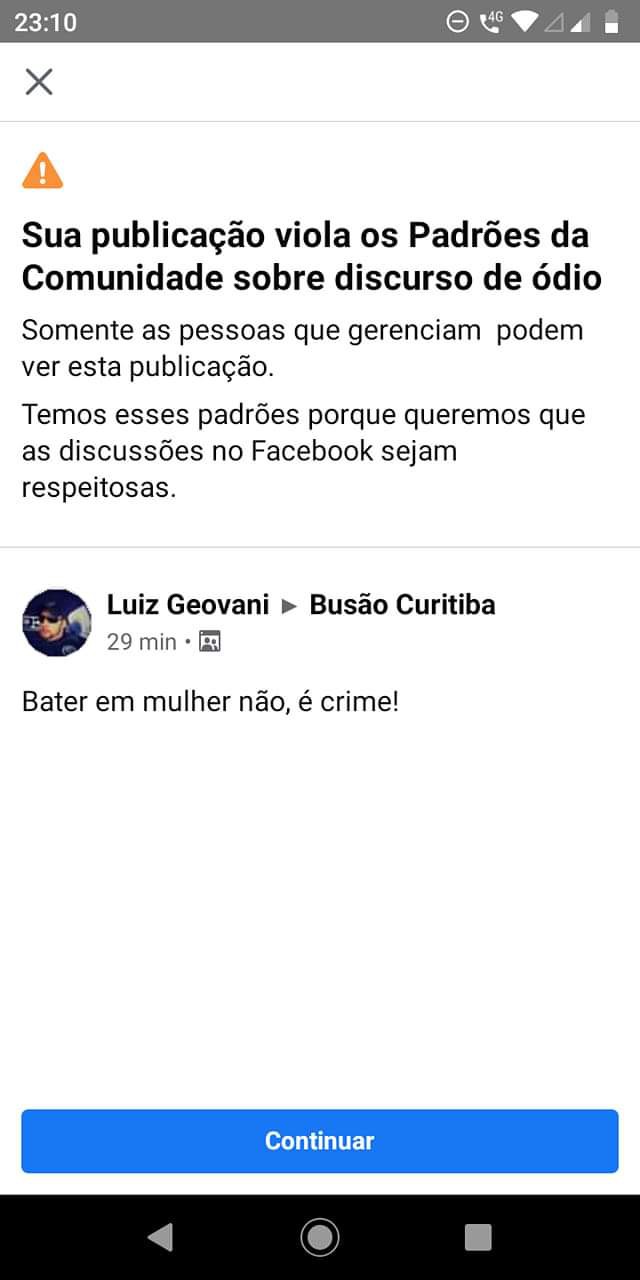 23:10
4G
Sua publicação viola os Padrões da
Comunidade sobre discurso de ódio
Somente as pessoas que gerenciam  podem
ver esta publicação.
Temos esses padrões porque queremos que
as discussões no Facebook sejam
respeitosas.
Luiz Geovani ▸ Busão Curitiba
29 min •
Bater em mulher não, é crime!
Continuar